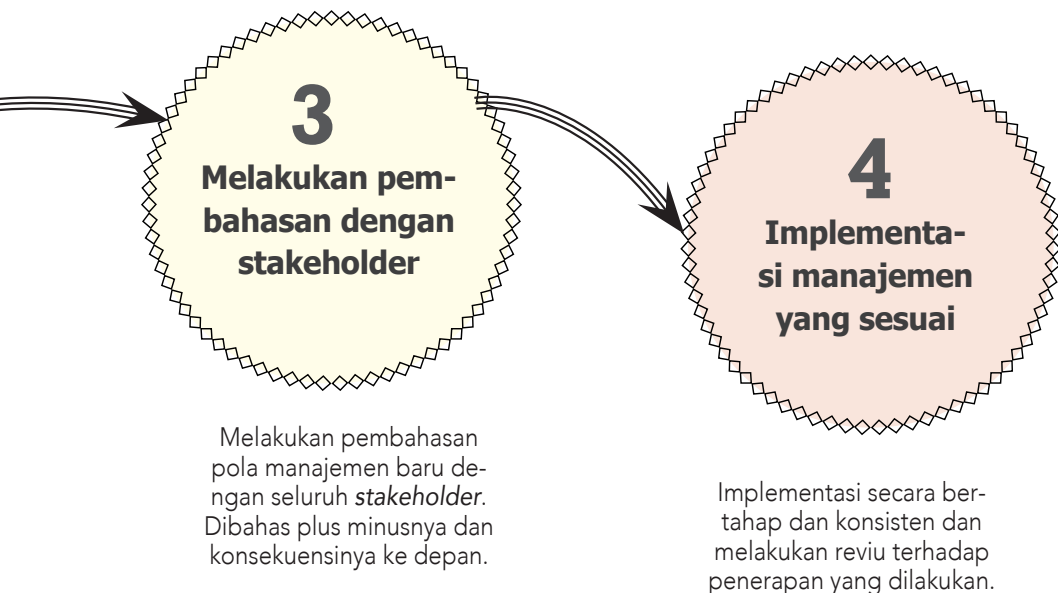 3
Melakukan pem-
bahasan dengan
stakeholder
Melakukan pembahasan
pola manajemen baru de-
ngan seluruh stakeholder.
Dibahas plus minusnya dan
konsekuensinya ke depan.
4
Implementa-
si manajemen
yang sesuai
Implementasi secara ber-
tahap dan konsisten dan
melakukan reviu terhadap
penerapan yang dilakukan.